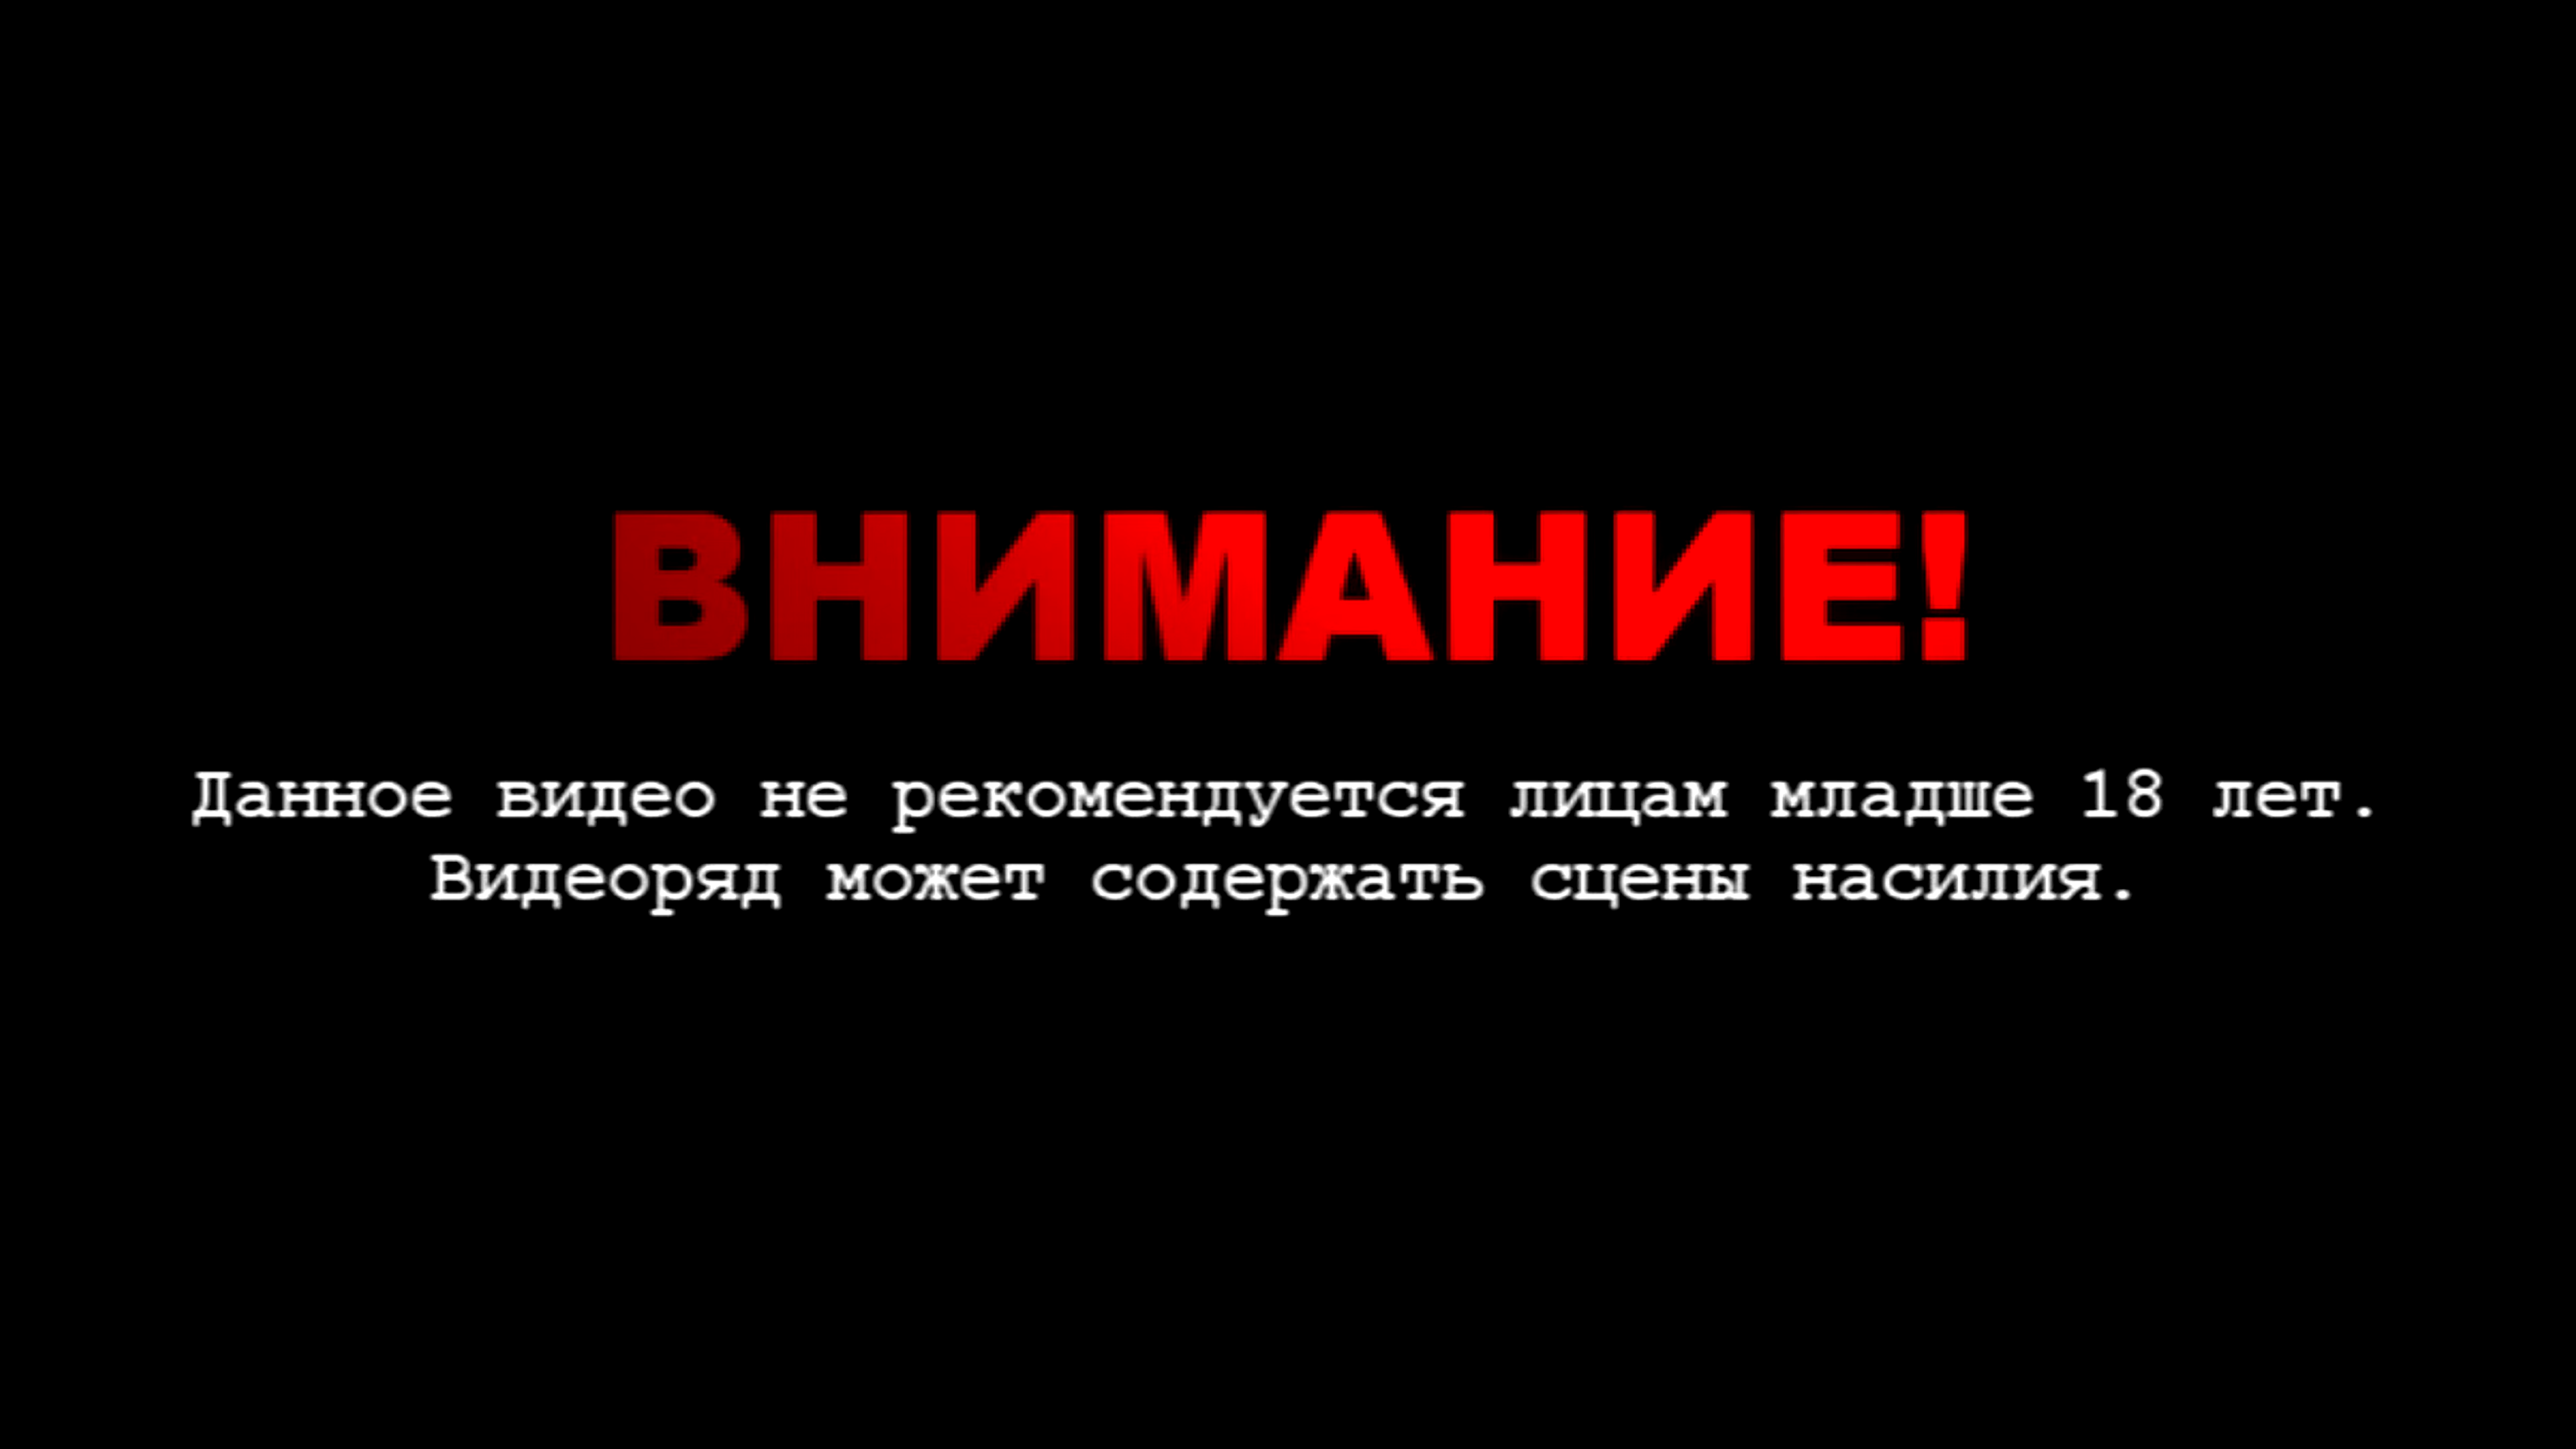 ВНИМАНИЕ!
Данное видео не рекомендуется лицам младше 18 лет.
Видеоряд может содержать сцены насилия.